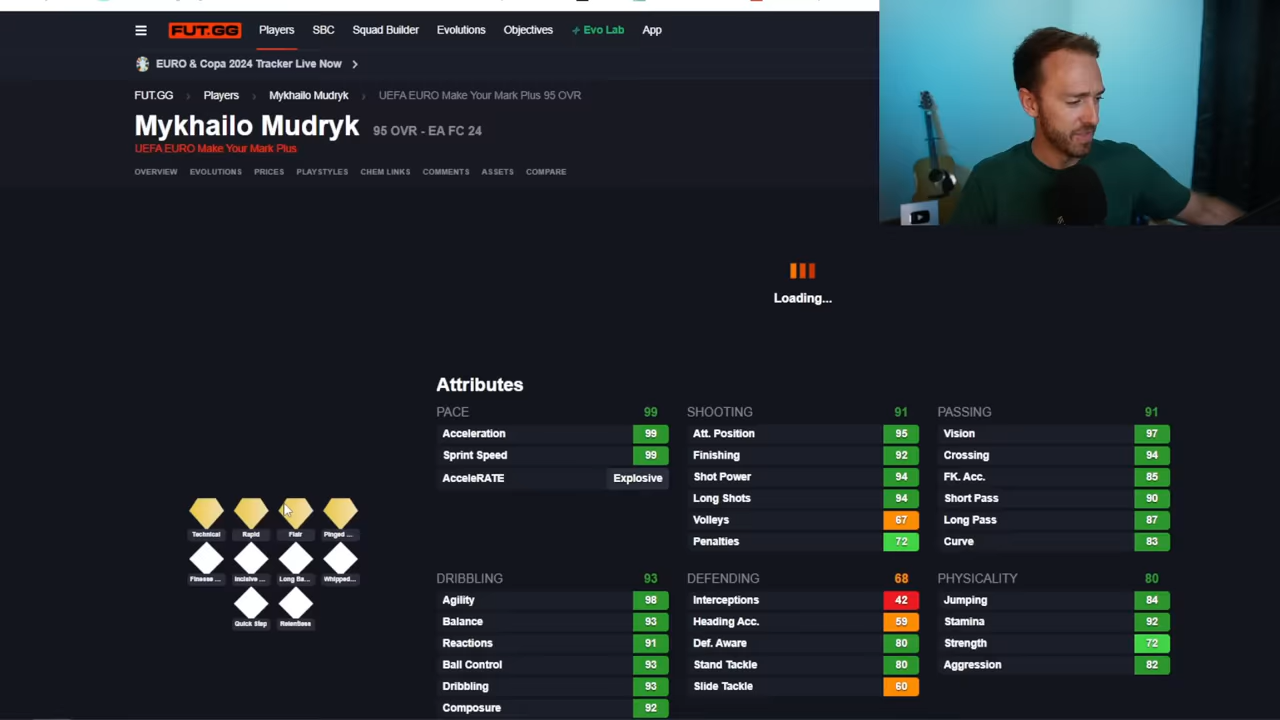 FUT.GG Players SBC Squad Builder Evolutions Objectives + Evo Lab App
EURO & Copa 2024 Tracker Live Now >
FUT.GG > Players > Mykhailo Mudryk > UEFA EURO Make Your Mark Plus 95 OVR
Mykhailo Mudryk 95 OVR - EA FC 24
UEFA EURO Make Your Mark Plus
OVERVIEW EVOLUTIONS PRICES PLAYSTYLES CHEM LINKS COMMENTS ASSETS COMPARE
Loading...
Attributes
PACE 99
Acceleration 99
Sprint Speed 99
AcceleRATE Explosive
SHOOTING 91
Att. Position 95
Finishing 92
Shot Power 94
Long Shots 94
Volleys 67
Penalties 72
PASSING 91
Vision 97
Crossing 94
FK. Acc. 85
Short Pass 90
Long Pass 87
Curve 83
Technical Rapid Flair Pinged ...
Finesse ... Incisive ... Long Ba... Whipped...
Quick Step Relentless
DRIBBLING 93
Agility 98
Balance 93
Reactions 91
Ball Control 93
Dribbling 93
Composure 92
DEFENDING 68
Interceptions 42
Heading Acc. 59
Def. Aware 80
Stand Tackle 80
Slide Tackle 60
PHYSICALITY 80
Jumping 84
Stamina 92
Strength 72
Aggression 82